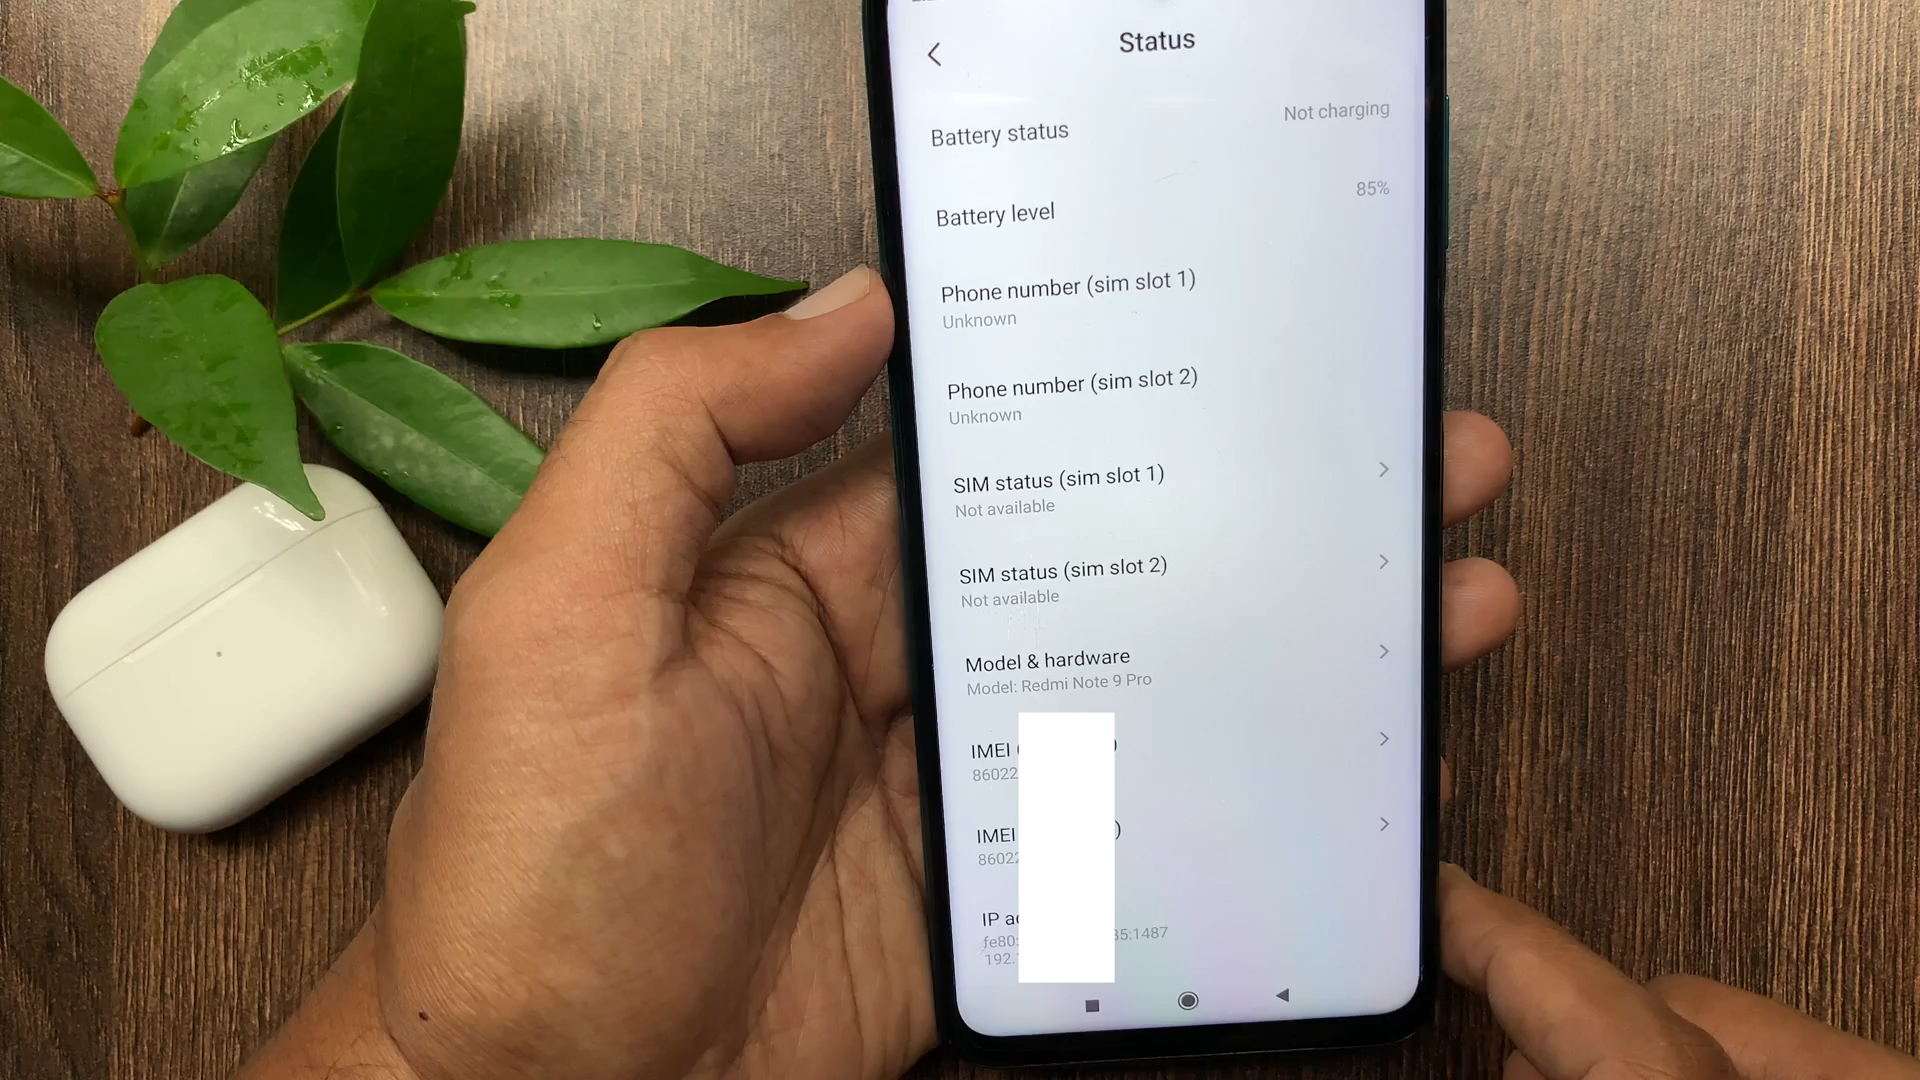 Status
Battery status
Not charging
Battery level
85%
Phone number (sim slot 1)
Unknown
Phone number (sim slot 2)
Unknown
SIM status (sim slot 1)
Not available
SIM status (sim slot 2)
Not available
Model & hardware
Model: Redmi Note 9 Pro
IMEI ( )
86022
IMEI )
86022
IP
fe80: 35:1487
192.